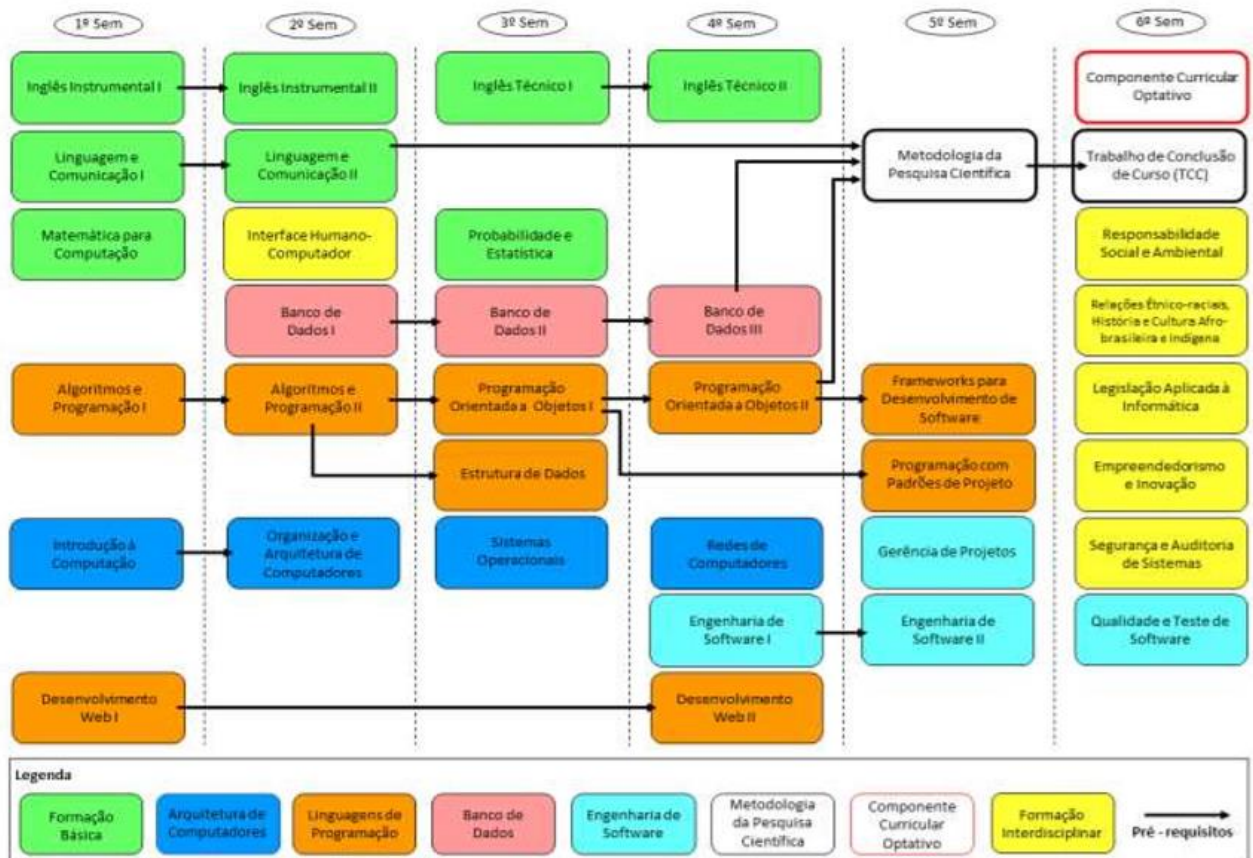 1º Sem
2º Sem
3º Sem
4º Sem
5º Sem
6º Sem
Inglês Instrumental I
Inglês Instrumental II
Inglês Técnico I
Inglês Técnico II
Componente Curricular
Optativo
Linguagem e
Comunicação I
Linguagem e
Comunicação II
Metodologia da
Pesquisa Científica
Trabalho de Conclusão
de Curso (TCC)
Matemática para
Computação
Interface Humano-
Computador
Probabilidade e
Estatística
Responsabilidade
Social e Ambiental
Banco de
Dados I
Banco de
Dados II
Banco de
Dados III
Relações Étnico-raciais,
História e Cultura Afro-
brasileira e Indígena
Algoritmos e
Programação I
Algoritmos e
Programação II
Programação
Orientada a Objetos I
Programação
Orientada a Objetos II
Frameworks para
Desenvolvimento de
Software
Legislação Aplicada à
Informática
Estrutura de Dados
Programação com
Padrões de Projeto
Empreendedorismo
e Inovação
Introdução à
Computação
Organização e
Arquitetura de
Computadores
Sistemas
Operacionais
Redes de
Computadores
Gerência de Projetos
Segurança e Auditoria
de Sistemas
Engenharia de
Software I
Engenharia de
Software II
Qualidade e Teste de
Software
Desenvolvimento
Web I
Desenvolvimento
Web II
Legenda
Formação
Básica
Arquitetura de
Computadores
Linguagens de
Programação
Banco de
Dados
Engenharia de
Software
Metodologia
da Pesquisa
Científica
Componente
Curricular
Optativo
Formação
Interdisciplinar
Pré - requisitos